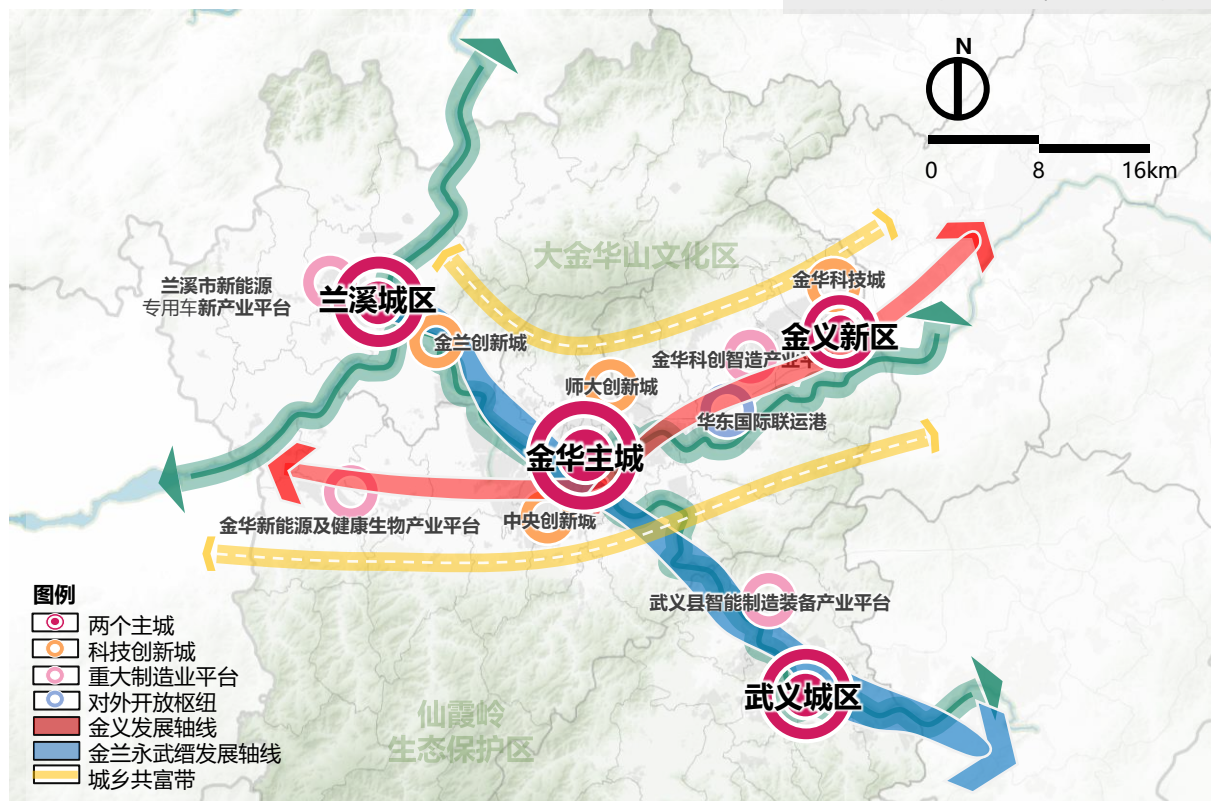 N
0 8 16km
大金华山文化区
金华科技城
兰溪市新能源
专用车新产业平台
兰溪城区
金义新区
金兰创新城
金华科创智造产业平
师大创新城
华东国际联运港
金华主城
金华新能源及健康生物产业平台
中央创新城
武义县智能制造装备产业平台
武义城区
仙霞岭
生态保护区
图例
两个主城
科技创新城
重大制造业平台
对外开放枢纽
金义发展轴线
金兰永武缙发展轴线
城乡共富带